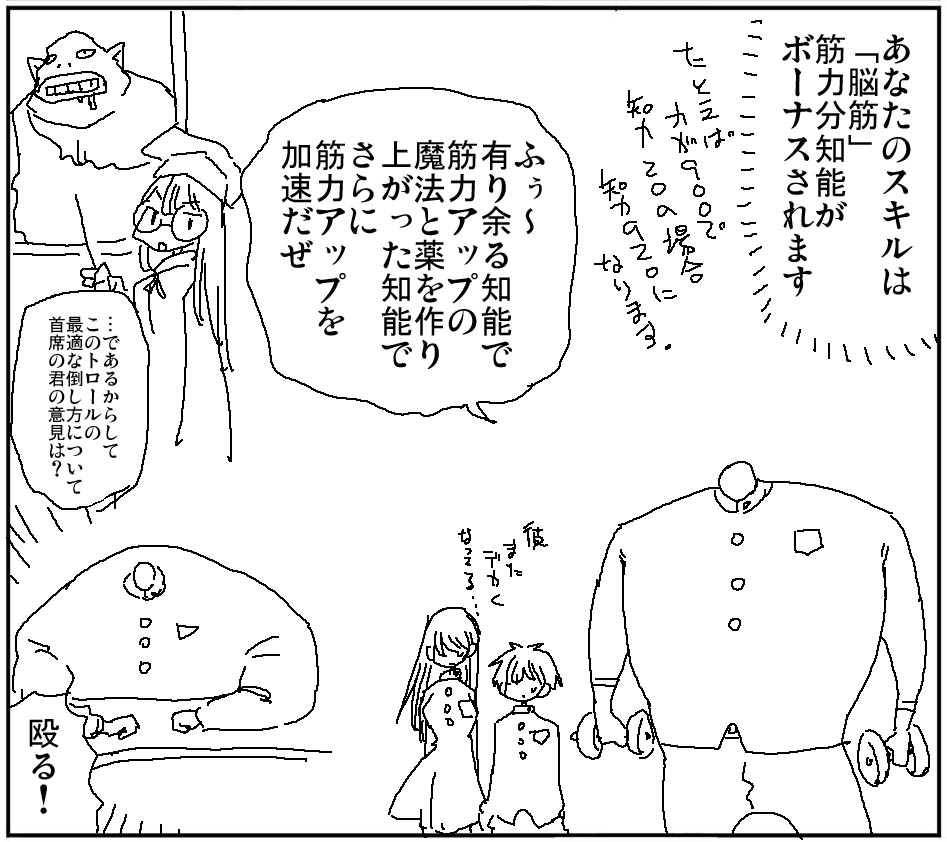 あなたのスキルは
「脳筋」
筋力分知能が
ボーナスされます
たとえば
力が900で
知力20の場合
知力920に
なります.
ふぅ～
有り余る知能で
筋力アップの
魔法と薬を作り
上がった知能で
さらに
筋力アップを
加速だぜ
彼
またデカく
なってる…
…であるからして
このトロールの
最適な倒し方について
首席の君の意見は？
殴る！